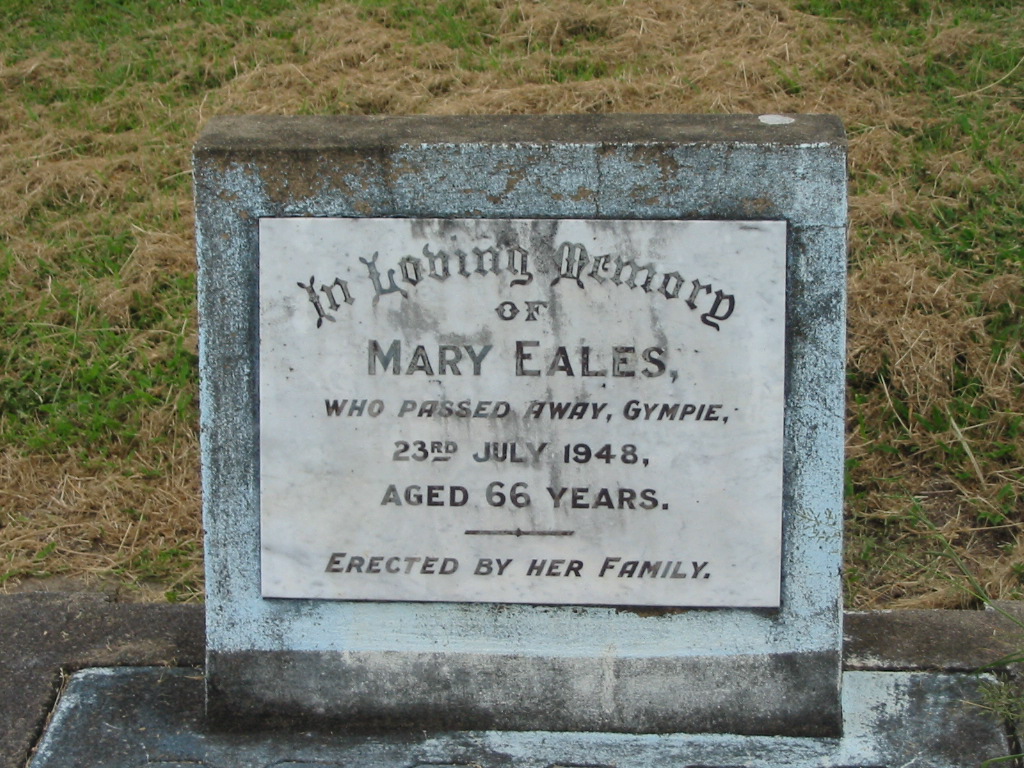 In Loving Memory
OF
MARY EALES,
WHO PASSED AWAY, GYMPIE,
23RD JULY 1948,
AGED 66 YEARS.
ERECTED BY HER FAMILY.